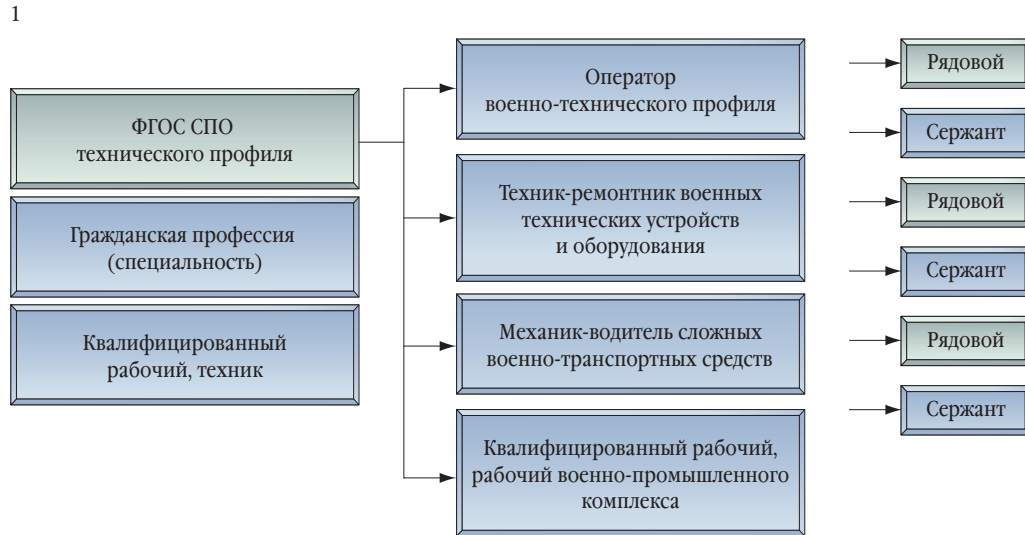 1
ФГОС СПО
технического профиля
Гражданская профессия
(специальность)
Квалифицированный
рабочий, техник
Оператор
военно-технического профиля
Техник-ремонтник военных
технических устройств
и оборудования
Механик-водитель сложных
военно-транспортных средств
Квалифицированный рабочий,
рабочий военно-промышленного
комплекса
Рядовой
Сержант
Рядовой
Сержант
Рядовой
Сержант